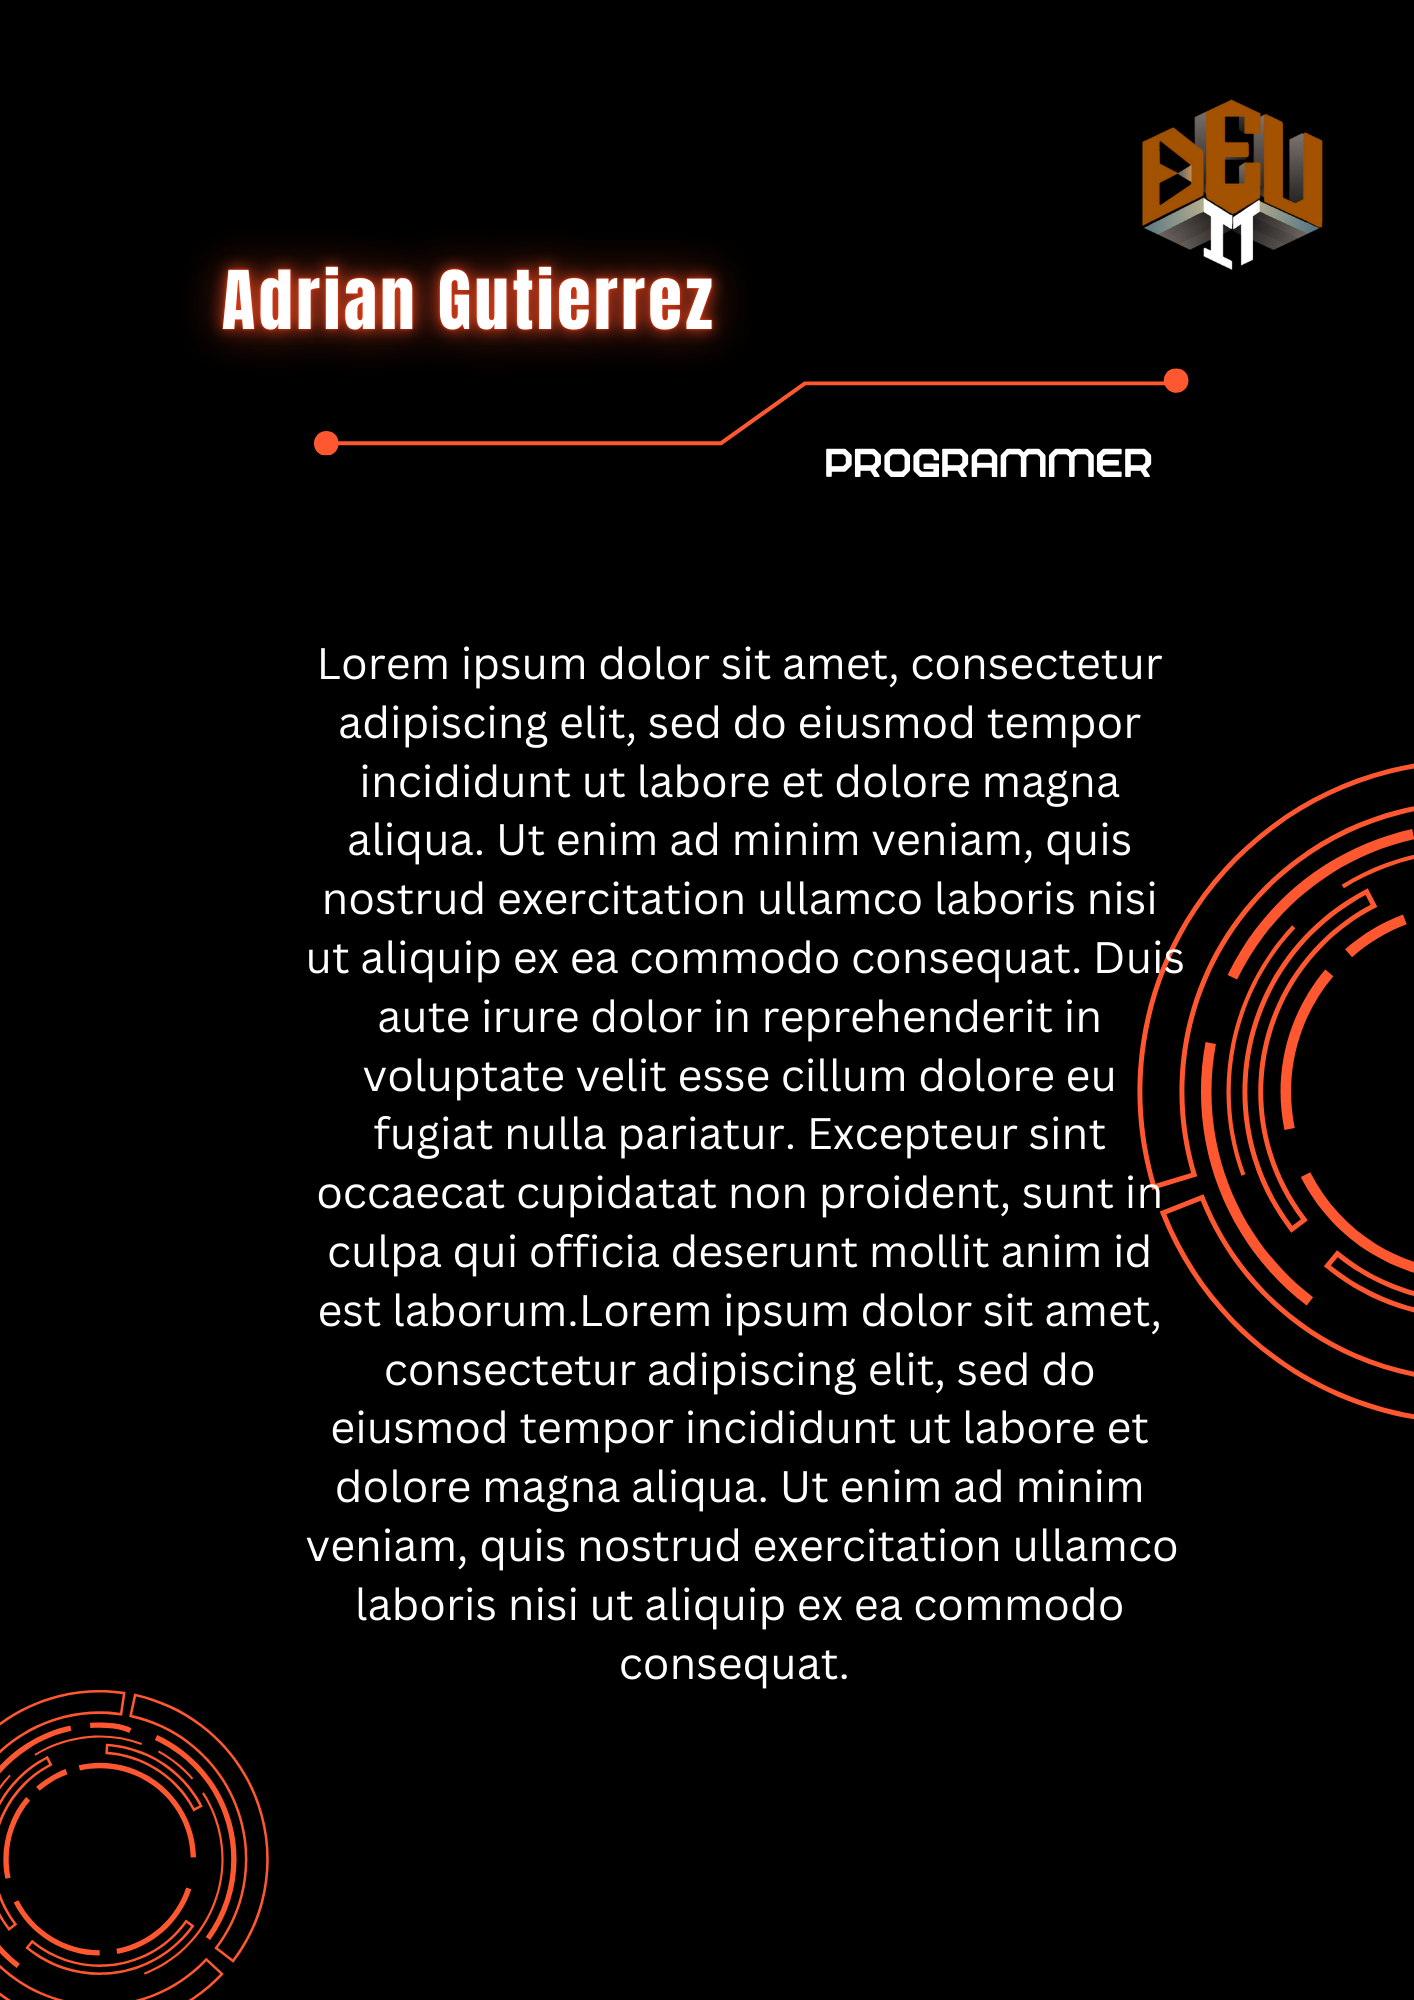 DEV
IT
Adrian Gutierrez
PROGRAMMER
Lorem ipsum dolor sit amet, consectetur
adipiscing elit, sed do eiusmod tempor
incididunt ut labore et dolore magna
aliqua. Ut enim ad minim veniam, quis
nostrud exercitation ullamco laboris nisi
ut aliquip ex ea commodo consequat. Duis
aute irure dolor in reprehenderit in
voluptate velit esse cillum dolore eu
fugiat nulla pariatur. Excepteur sint
occaecat cupidatat non proident, sunt in
culpa qui officia deserunt mollit anim id
est laborum.Lorem ipsum dolor sit amet,
consectetur adipiscing elit, sed do
eiusmod tempor incididunt ut labore et
dolore magna aliqua. Ut enim ad minim
veniam, quis nostrud exercitation ullamco
laboris nisi ut aliquip ex ea commodo
consequat.